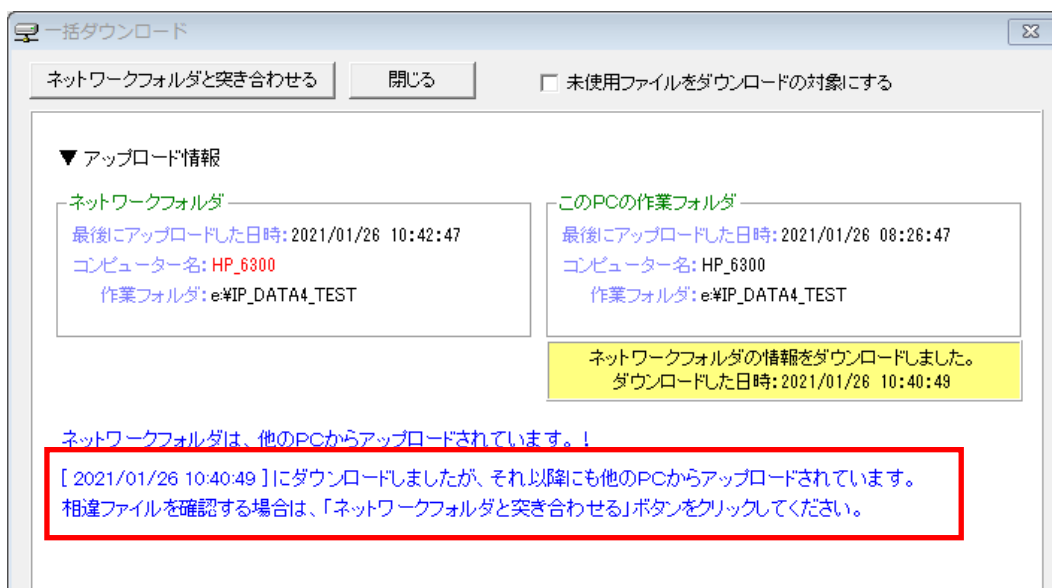 一括ダウンロード
ネットワークフォルダと突き合わせる
閉じる
未使用ファイルをダウンロードの対象にする
▼ アップロード情報
ネットワークフォルダ
最後にアップロードした日時:2021/01/26 10:42:47
コンピューター名:HP_6300
作業フォルダ:e:¥IP_DATA4_TEST
このPCの作業フォルダ
最後にアップロードした日時:2021/01/26 08:26:47
コンピューター名:HP_6300
作業フォルダ:e:¥IP_DATA4_TEST
ネットワークフォルダの情報をダウンロードしました。
ダウンロードした日時:2021/01/26 10:40:49
ネットワークフォルダは、他のPCからアップロードされています。!
[ 2021/01/26 10:40:49 ]にダウンロードしましたが、それ以降にも他のPCからアップロードされています。
相違ファイルを確認する場合は、「ネットワークフォルダと突き合わせる」ボタンをクリックしてください。